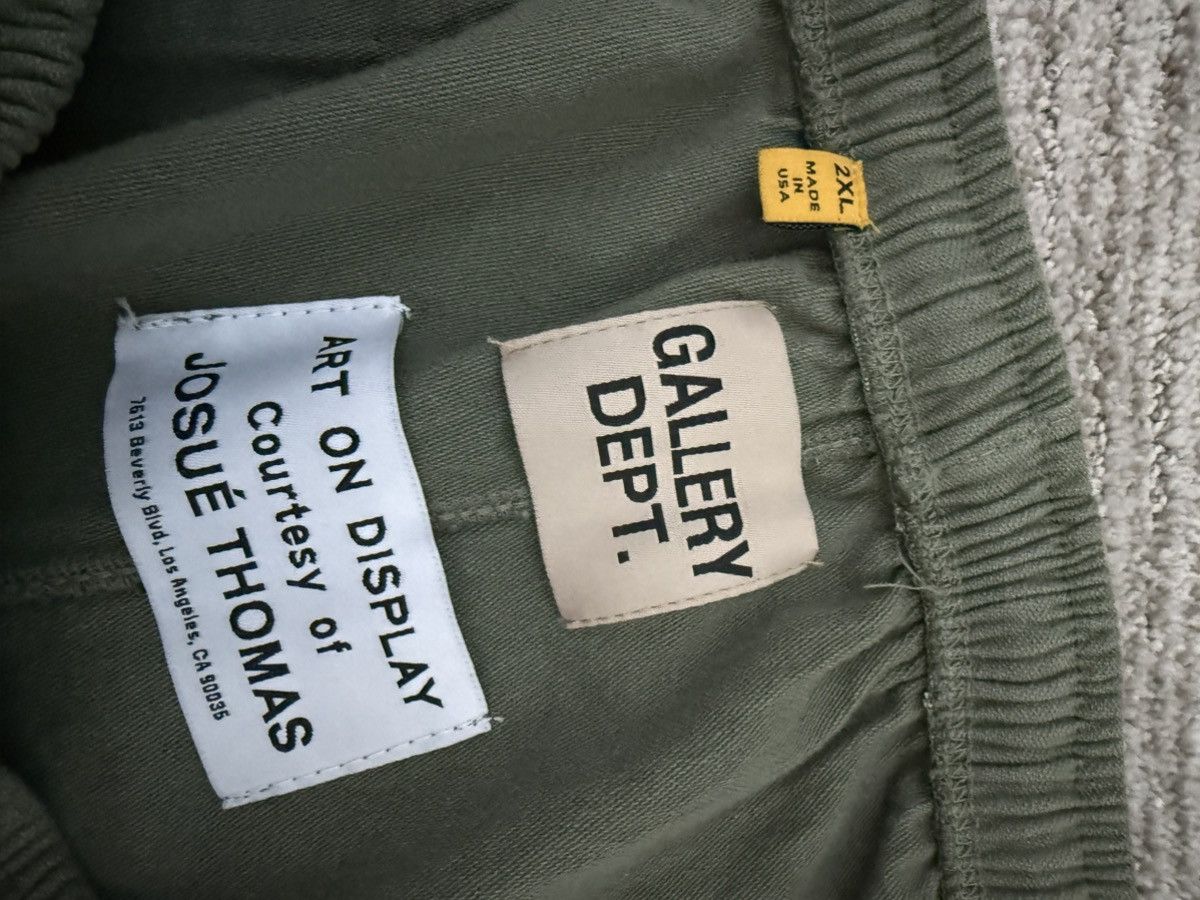 2XL
MADE
IN
USA
GALLERY
DEPT.
ART ON DISPLAY
Courtesy of
JOSUÉ THOMAS
7613 Beverly Blvd, Los Angeles, CA 90036